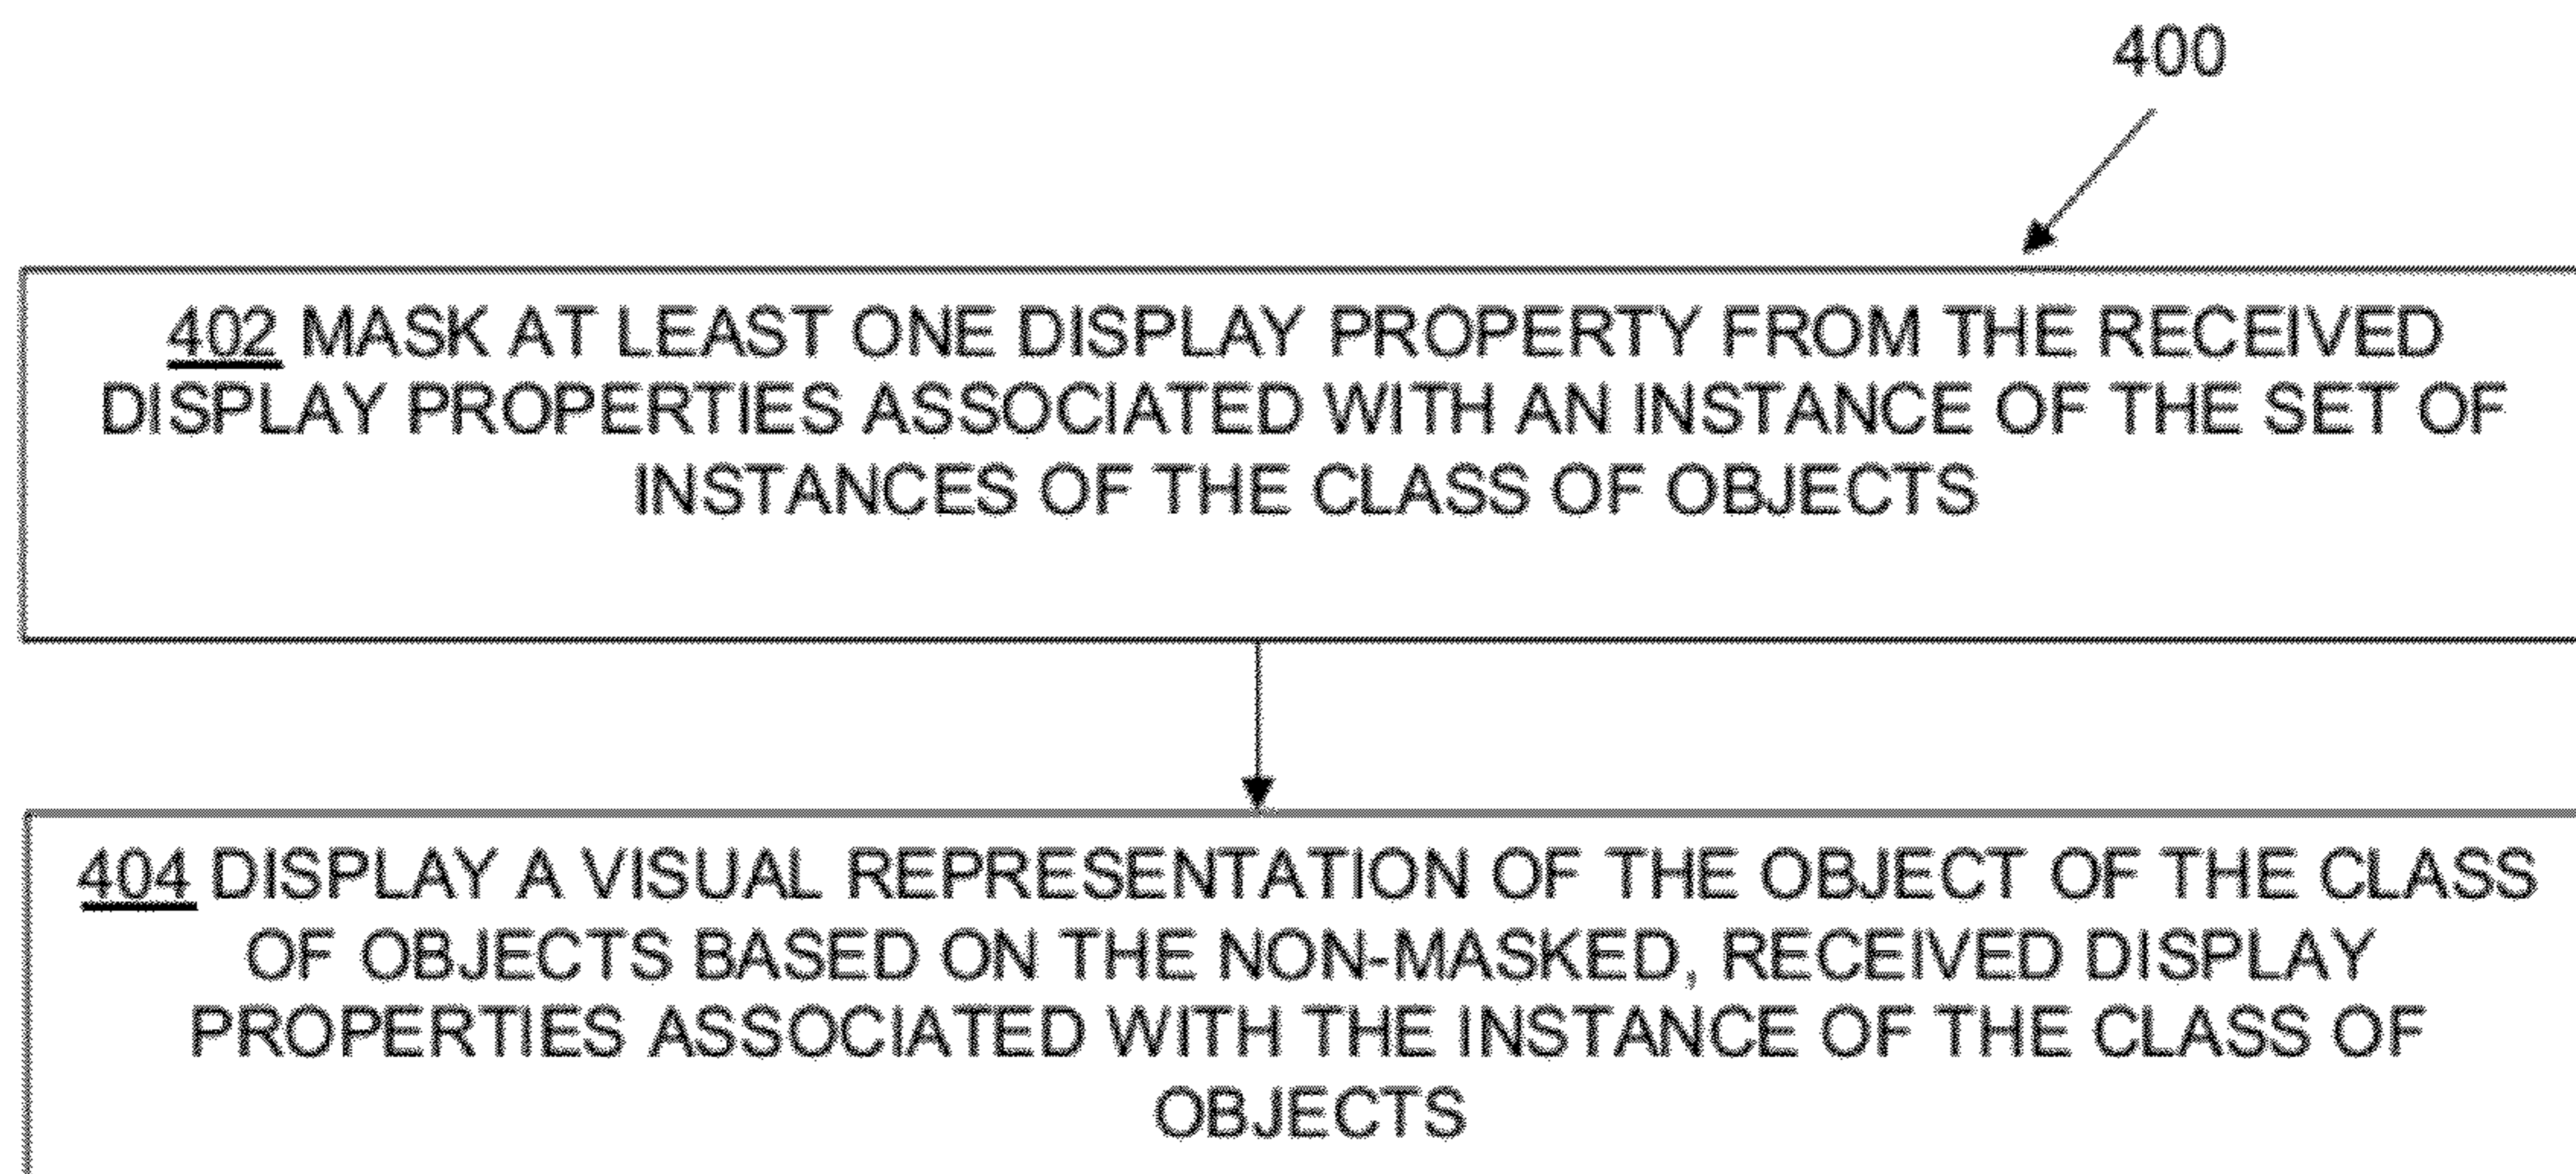 400
402 MASK AT LEAST ONE DISPLAY PROPERTY FROM THE RECEIVED
DISPLAY PROPERTIES ASSOCIATED WITH AN INSTANCE OF THE SET OF
INSTANCES OF THE CLASS OF OBJECTS
404 DISPLAY A VISUAL REPRESENTATION OF THE OBJECT OF THE CLASS
OF OBJECTS BASED ON THE NON-MASKED, RECEIVED DISPLAY
PROPERTIES ASSOCIATED WITH THE INSTANCE OF THE CLASS OF
OBJECTS